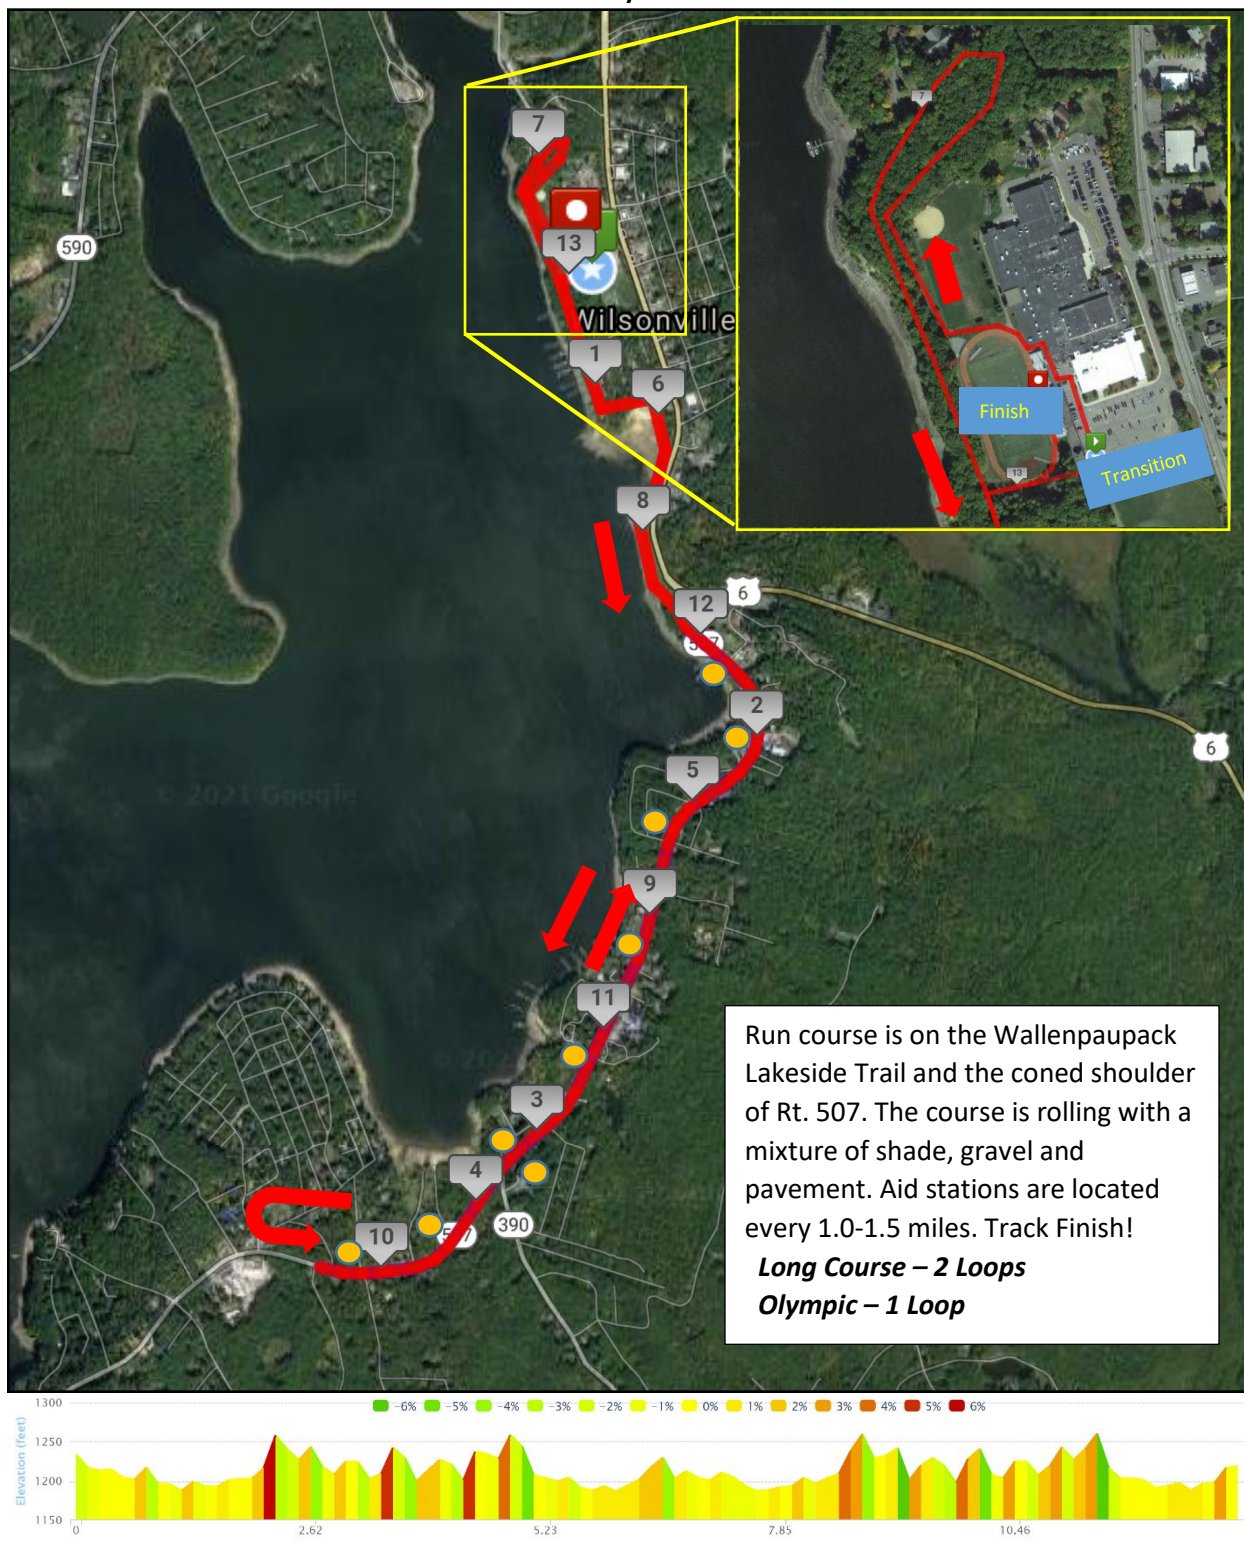 7
590
13
Wilsonville
1
6
8
12
6
2
5
6
© 2021 Google
9
11
3
4
10
390
7
Finish
Transition
13
Run course is on the Wallenpaupack
Lakeside Trail and the coned shoulder
of Rt. 507. The course is rolling with a
mixture of shade, gravel and
pavement. Aid stations are located
every 1.0-1.5 miles. Track Finish!
Long Course – 2 Loops
Olympic – 1 Loop
-6% -5% -4% -3% -2% -1% 0% 1% 2% 3% 4% 5% 6%
Elevation (feet)
1300
1250
1200
1150
0 2.62 5.23 7.85 10.46